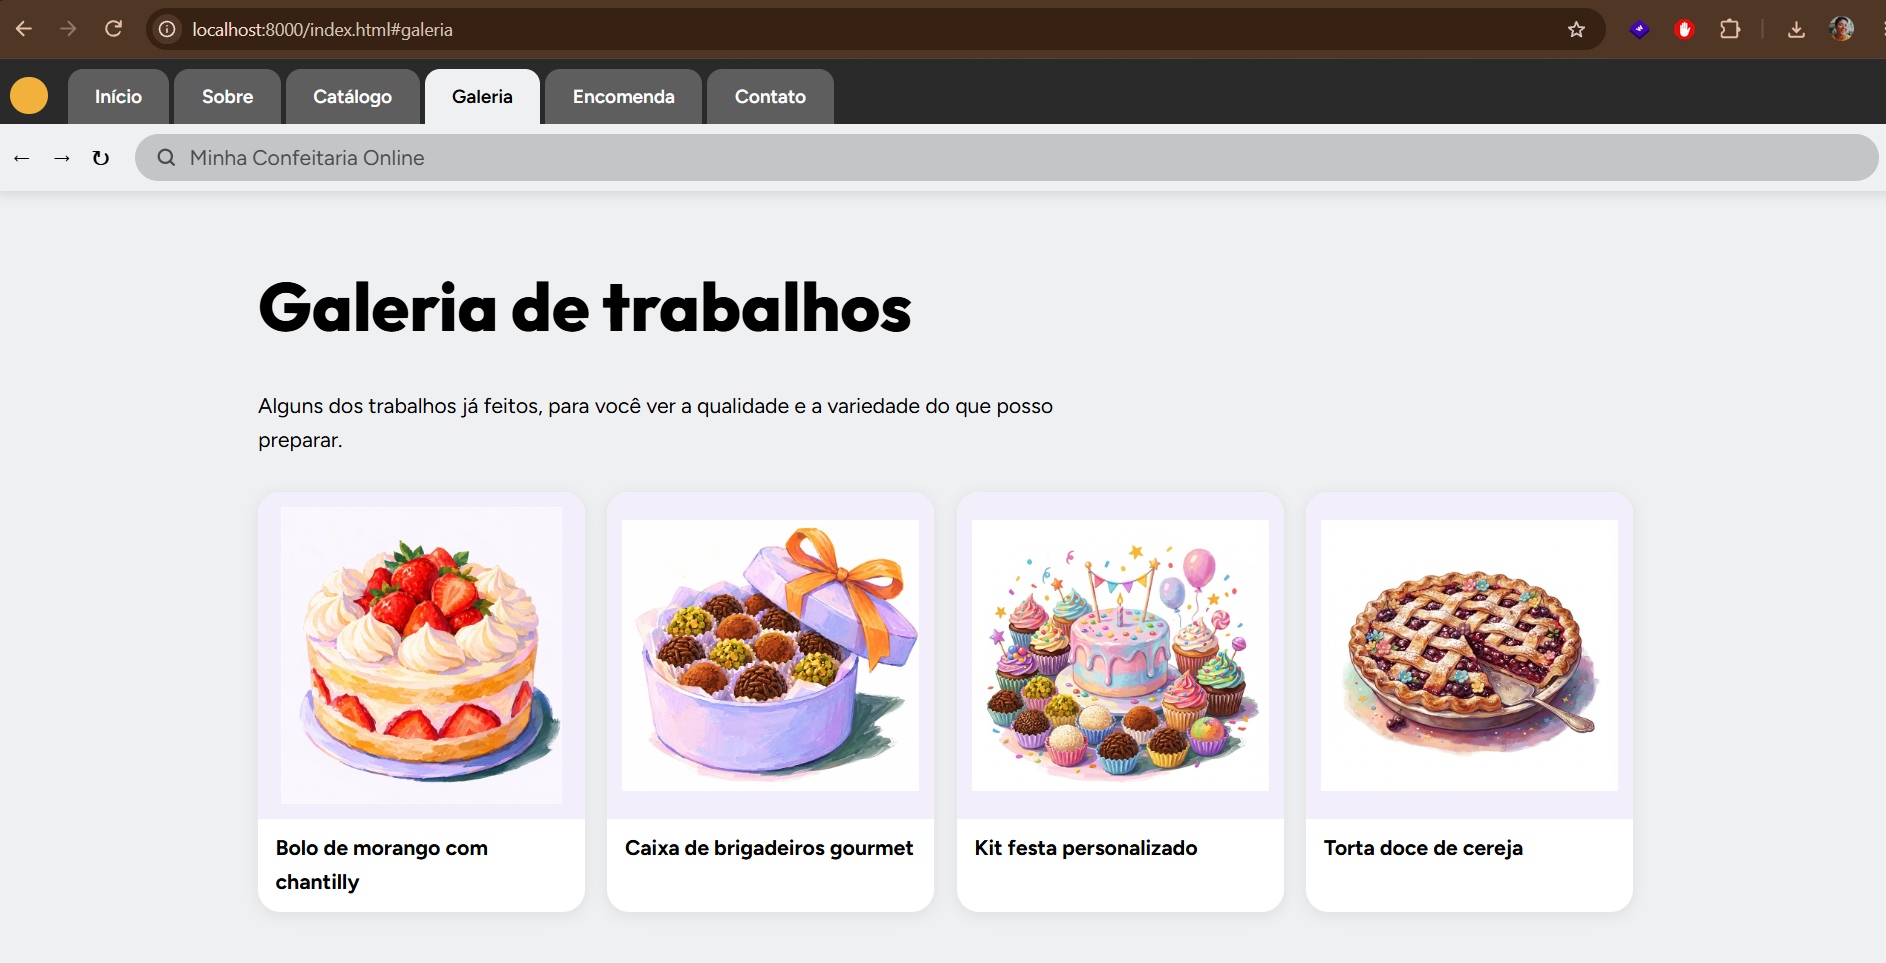 localhost:8000/index.html#galeria
Início
Sobre
Catálogo
Galeria
Encomenda
Contato
Minha Confeitaria Online
Galeria de trabalhos
Alguns dos trabalhos já feitos, para você ver a qualidade e a variedade do que posso
preparar.
Bolo de morango com
chantilly
Caixa de brigadeiros gourmet
Kit festa personalizado
Torta doce de cereja